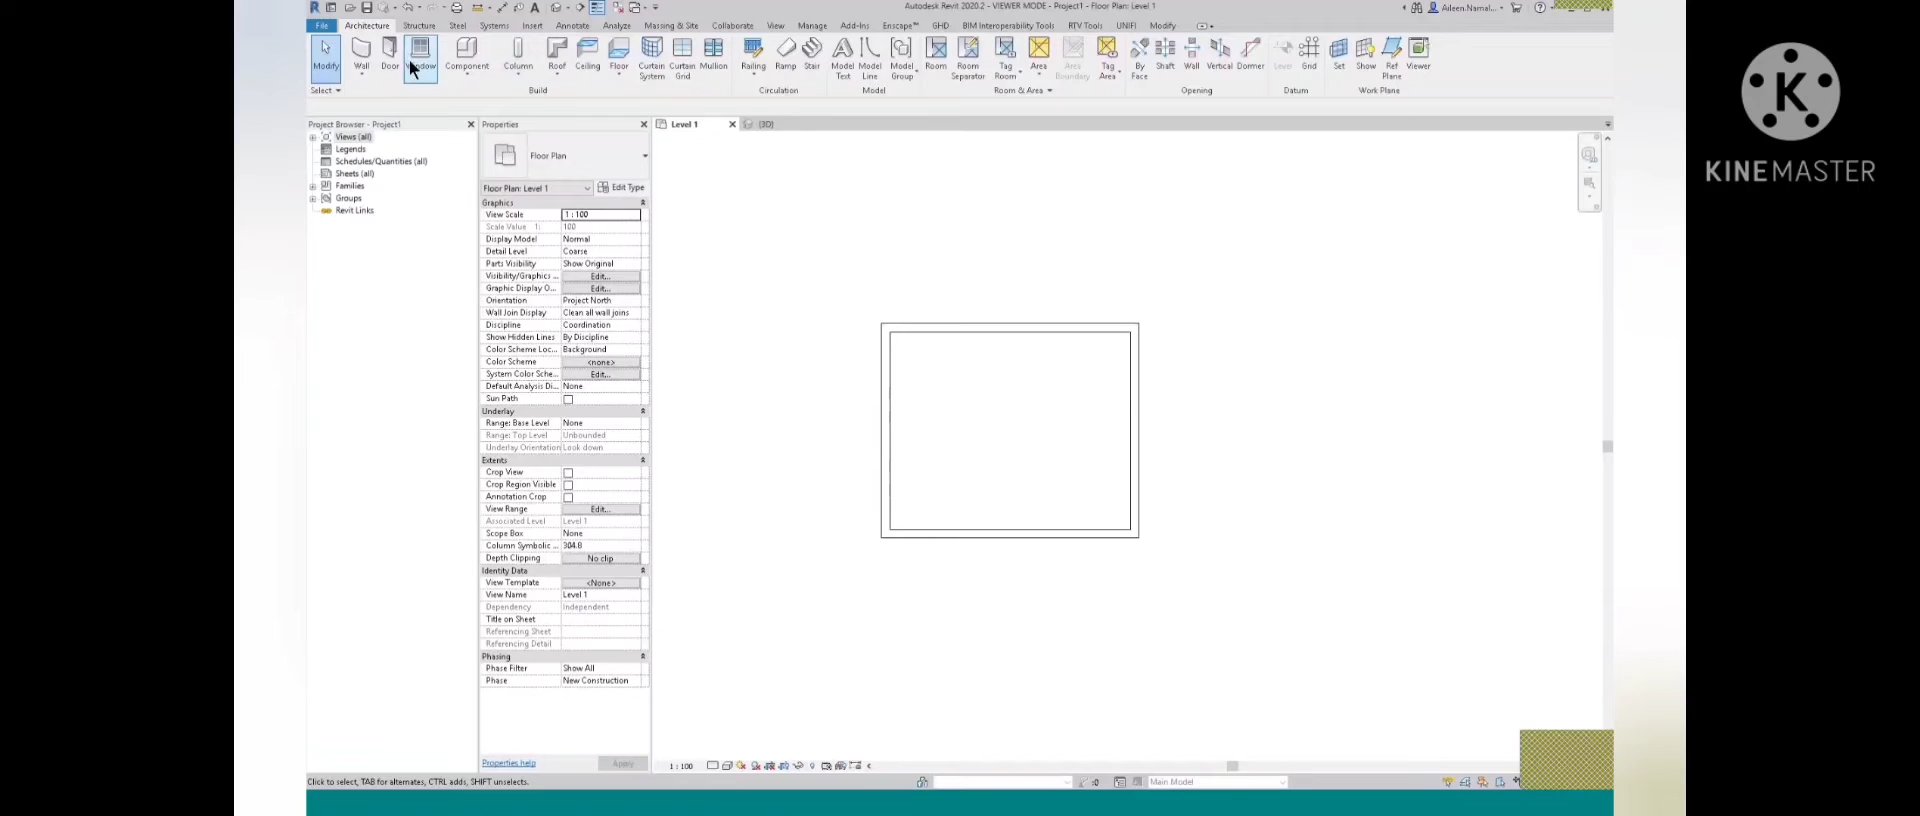 Autodesk Revit 2020.2 - VIEWER MODE - Project1 - Floor Plan: Level 1
Aileen.Namal...
File Architecture Structure Steel Systems Insert Annotate Analyze Massing & Site Collaborate View Manage Add-Ins Enscape™ GHD BIM Interoperability Tools RTV Tools UNIFI Modify
Modify Wall Door Window Component Column Roof Ceiling Floor Curtain System Curtain Grid Mullion Railing Ramp Stair Model Text Model Line Model Group Room Room Separator Tag Room Area Area Boundary Tag Area By Face Shaft Wall Vertical Dormer Level Grid Set Show Ref Plane Viewer
Select Build Circulation Model Room & Area Opening Datum Work Plane
Project Browser - Project1
Views (all)
Legends
Schedules/Quantities (all)
Sheets (all)
Families
Groups
Revit Links
Properties
Floor Plan
Floor Plan: Level 1 Edit Type
Graphics
View Scale 1 : 100
Scale Value 1: 100
Display Model Normal
Detail Level Coarse
Parts Visibility Show Original
Visibility/Graphics ... Edit...
Graphic Display O... Edit...
Orientation Project North
Wall Join Display Clean all wall joins
Discipline Coordination
Show Hidden Lines By Discipline
Color Scheme Loc... Background
Color Scheme <none>
System Color Sche... Edit...
Default Analysis Di... None
Sun Path
Underlay
Range: Base Level None
Range: Top Level Unbounded
Underlay Orientation Look down
Extents
Crop View
Crop Region Visible
Annotation Crop
View Range Edit...
Associated Level Level 1
Scope Box None
Column Symbolic ... 304.8
Depth Clipping No clip
Identity Data
View Template <None>
View Name Level 1
Dependency Independent
Title on Sheet
Referencing Sheet
Referencing Detail
Phasing
Phase Filter Show All
Phase New Construction
Properties help Apply
Level 1
{3D}
1 : 100
Click to select, TAB for alternates, CTRL adds, SHIFT unselects.
:0
Main Model
K
KINEMASTER